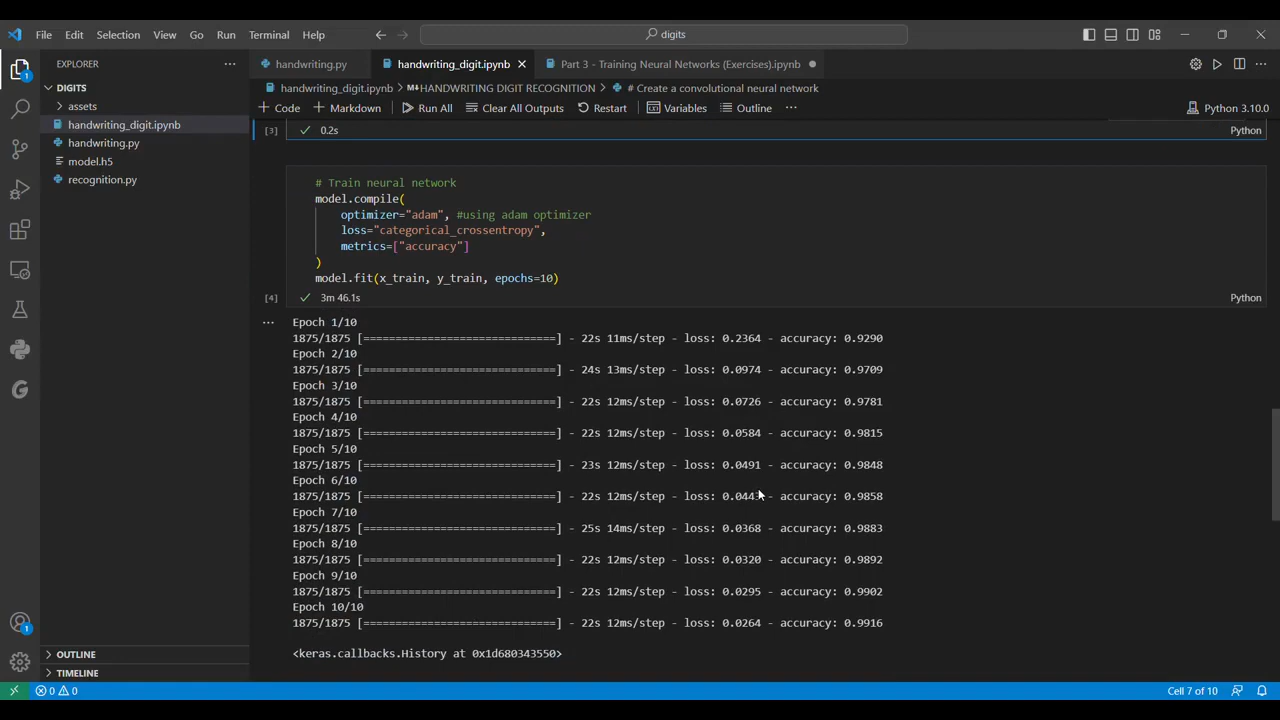 File Edit Selection View Go Run Terminal Help
digits
EXPLORER
DIGITS
assets
handwriting_digit.ipynb
handwriting.py
model.h5
recognition.py
OUTLINE
TIMELINE
1
1
handwriting.py
handwriting_digit.ipynb
Part 3 - Training Neural Networks (Exercises).ipynb
handwriting_digit.ipynb > M↓HANDWRITING DIGIT RECOGNITION > # Create a convolutional neural network
+ Code + Markdown Run All Clear All Outputs Restart Variables Outline ... Python 3.10.0
[3] 0.2s Python
# Train neural network
model.compile(
optimizer="adam", #using adam optimizer
loss="categorical_crossentropy",
metrics=["accuracy"]
)
model.fit(x_train, y_train, epochs=10)
[4] 3m 46.1s Python
... Epoch 1/10
1875/1875 [==============================] - 22s 11ms/step - loss: 0.2364 - accuracy: 0.9290
Epoch 2/10
1875/1875 [==============================] - 24s 13ms/step - loss: 0.0974 - accuracy: 0.9709
Epoch 3/10
1875/1875 [==============================] - 22s 12ms/step - loss: 0.0726 - accuracy: 0.9781
Epoch 4/10
1875/1875 [==============================] - 22s 12ms/step - loss: 0.0584 - accuracy: 0.9815
Epoch 5/10
1875/1875 [==============================] - 23s 12ms/step - loss: 0.0491 - accuracy: 0.9848
Epoch 6/10
1875/1875 [==============================] - 22s 12ms/step - loss: 0.0443 - accuracy: 0.9858
Epoch 7/10
1875/1875 [==============================] - 25s 14ms/step - loss: 0.0368 - accuracy: 0.9883
Epoch 8/10
1875/1875 [==============================] - 22s 12ms/step - loss: 0.0320 - accuracy: 0.9892
Epoch 9/10
1875/1875 [==============================] - 22s 12ms/step - loss: 0.0295 - accuracy: 0.9902
Epoch 10/10
1875/1875 [==============================] - 22s 12ms/step - loss: 0.0264 - accuracy: 0.9916
<keras.callbacks.History at 0x1d680343550>
0 0 Cell 7 of 10